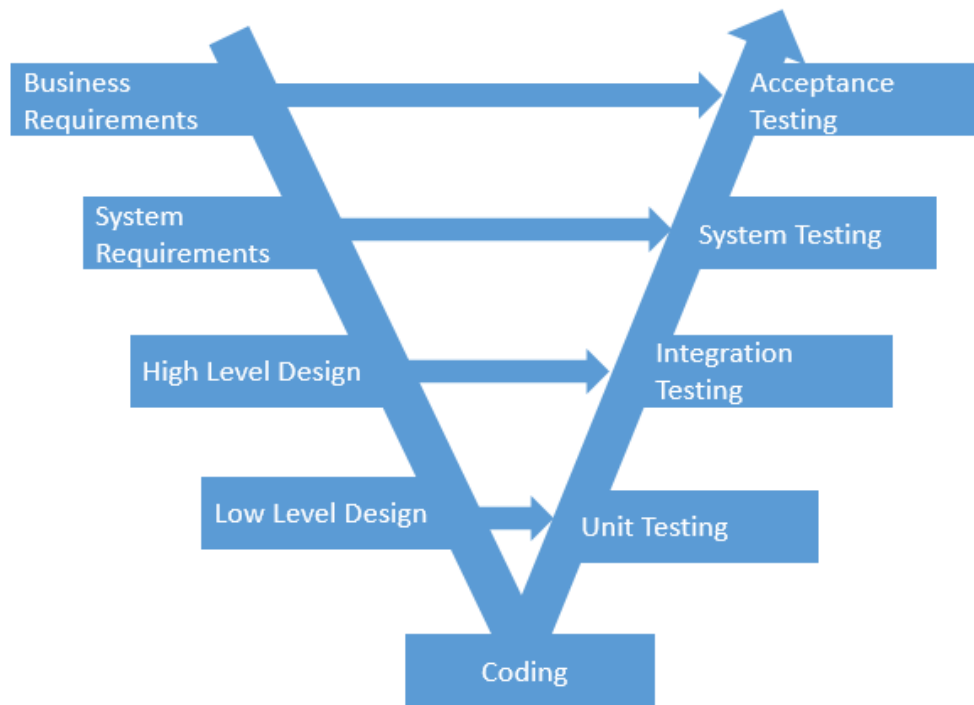 Business
Requirements
Acceptance
Testing
System
Requirements
System Testing
High Level Design
Integration
Testing
Low Level Design
Unit Testing
Coding